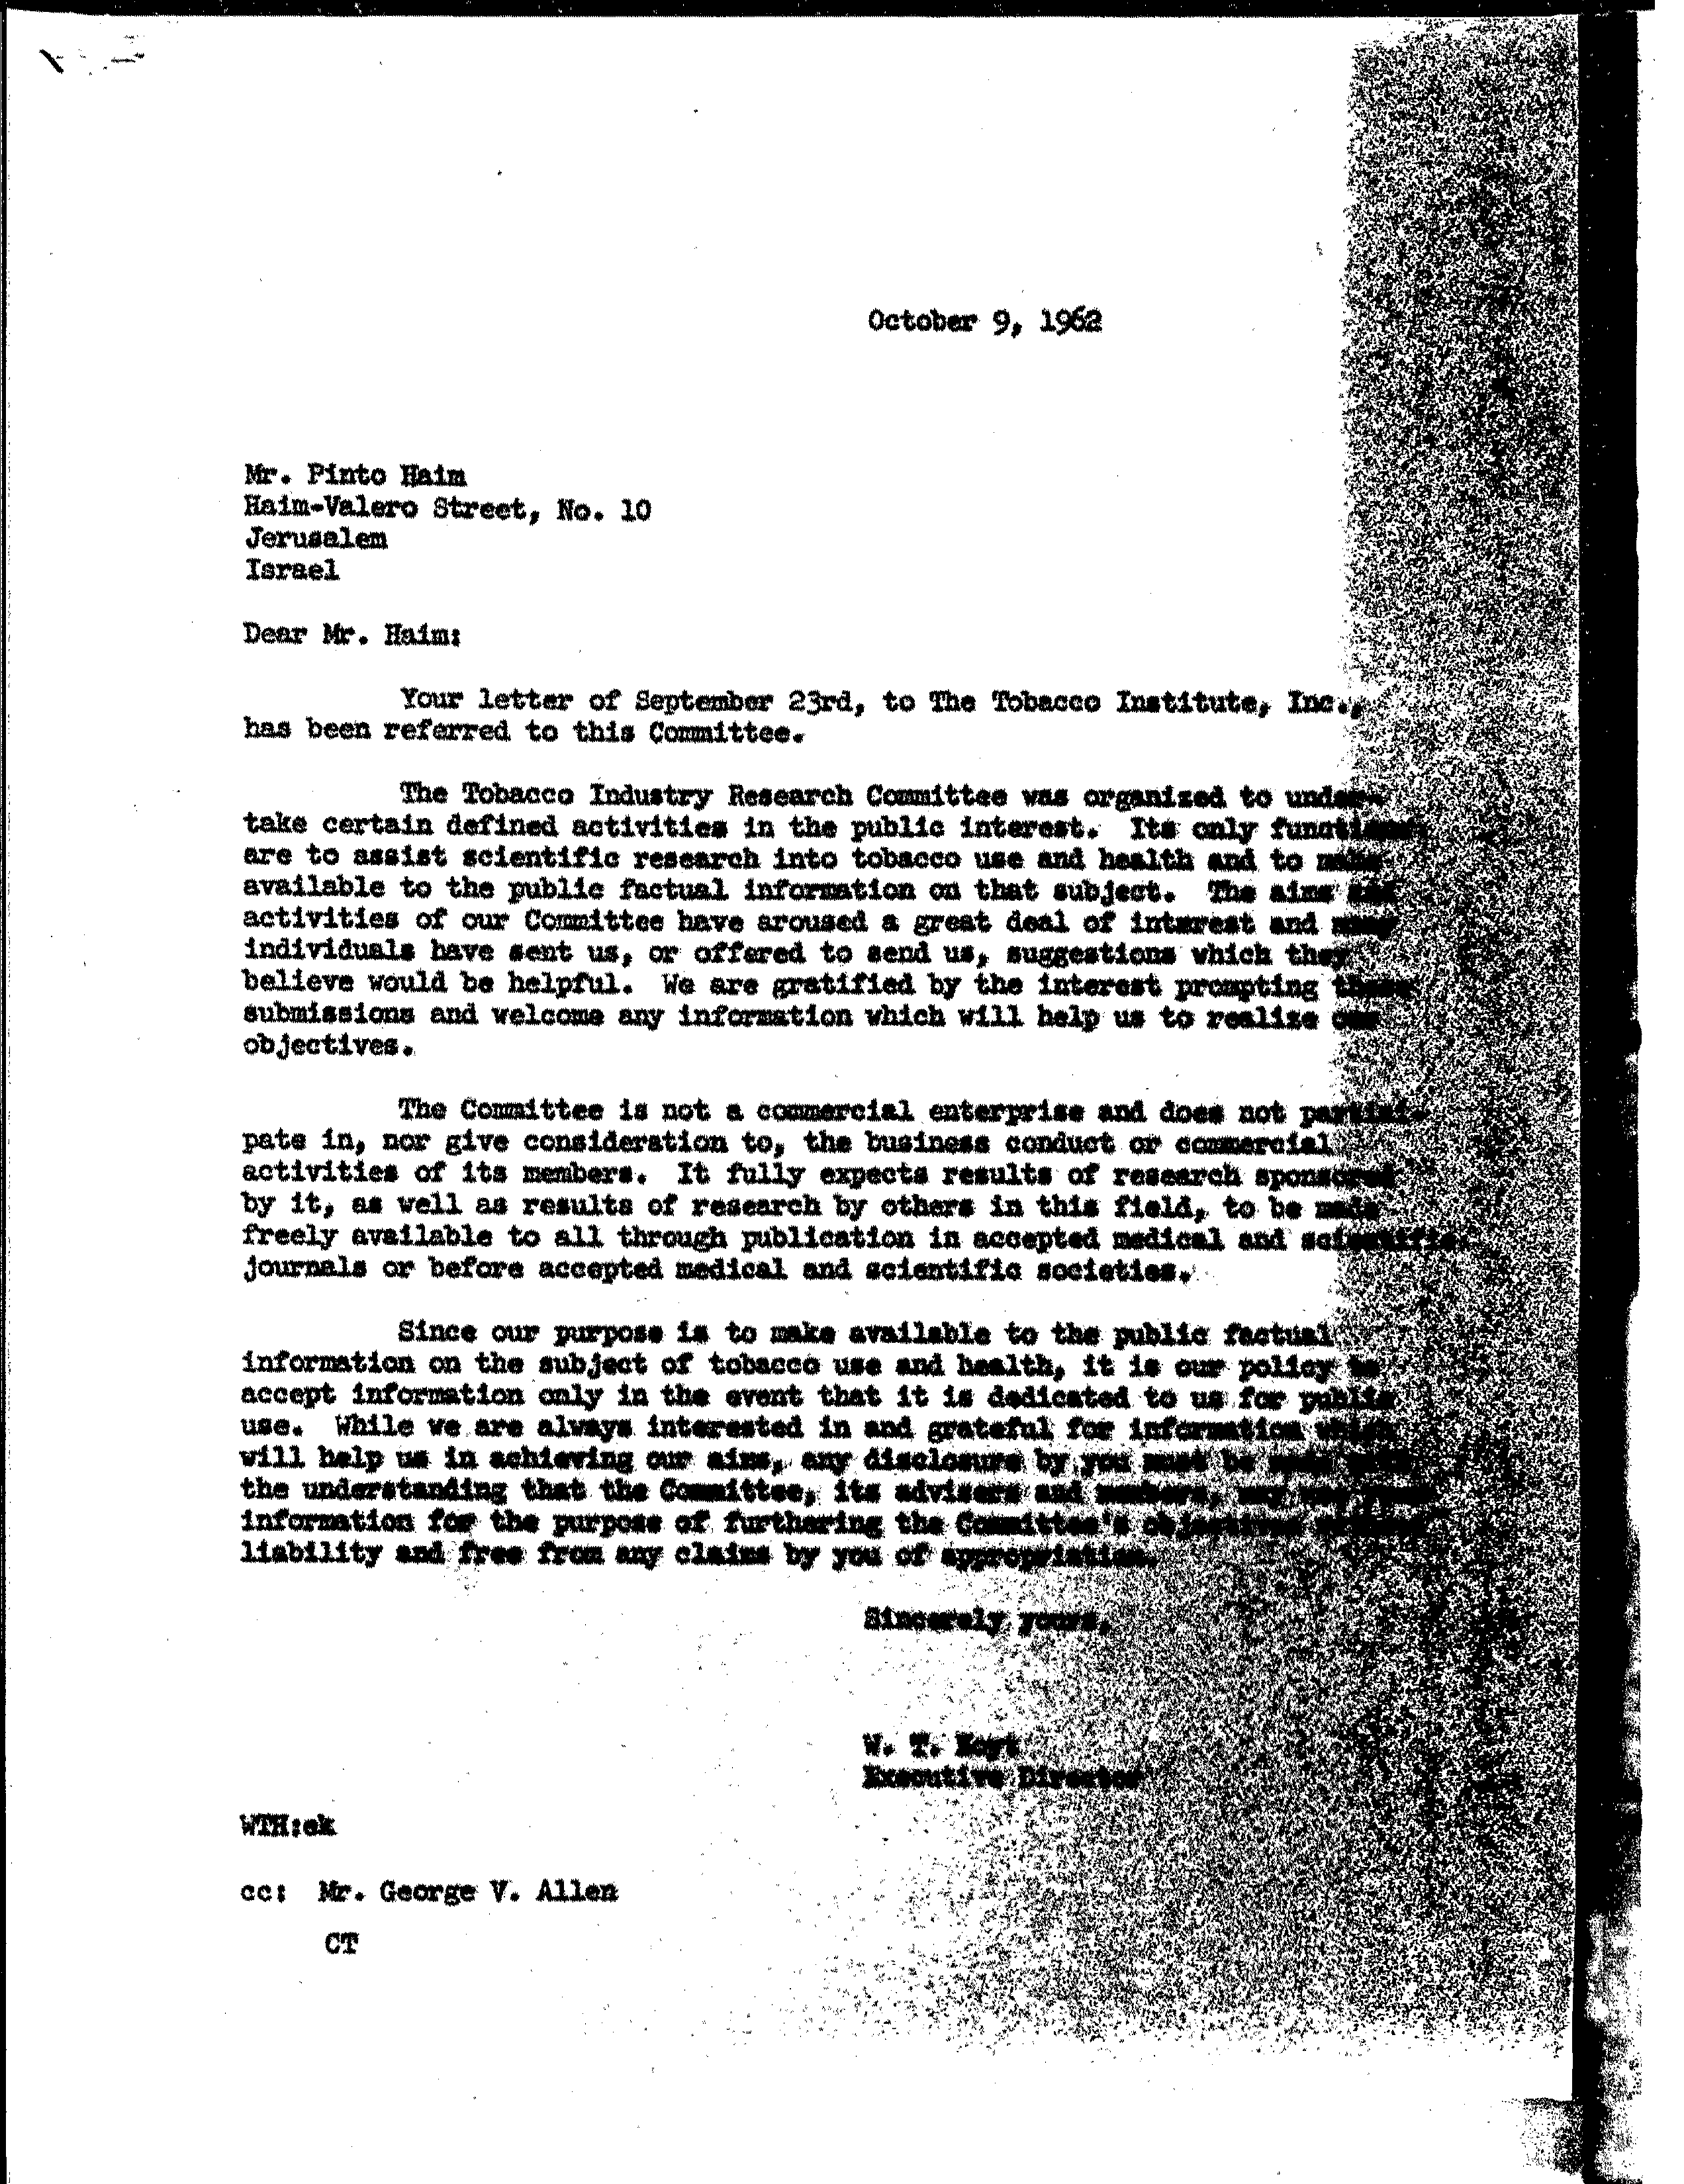 October 9, 1962
Mr. Pinto Haim
Haim-Valero Street, No. 10
Jerusalem
Israel
Dear Mr. Haim:
Your letter of September 23rd, to The Tobacco Institute, Inc.,
has been referred to this Committee.
The Tobacco Industry Research Committee was organized to under-
take certain defined activities in the public interest. Its only functions
are to assist scientific research into tobacco use and health and to make
available to the public factual information on that subject. The aims and
activities of our Committee have aroused a great deal of interest and many
individuals have sent us, or offered to send us, suggestions which they
believe would be helpful. We are gratified by the interest prompting these
submissions and welcome any information which will help us to realize our
objectives.
The Committee is not a commercial enterprise and does not partici-
pate in, nor give consideration to, the business conduct or commercial
activities of its members. It fully expects results of research sponsored
by it, as well as results of research by others in this field, to be made
freely available to all through publication in accepted medical and scientific
journals or before accepted medical and scientific societies.
Since our purpose is to make available to the public factual
information on the subject of tobacco use and health, it is our policy to
accept information only in the event that it is dedicated to us for public
use. While we are always interested in and grateful for information which
will help us in achieving our aims, any disclosure by you must be made with
the understanding that the Committee, its advisers and members, may use
information for the purpose of furthering the Committee's objectives without
liability and free from any claims by you of appropriation.
Sincerely yours,
W. T. Hoyt
Executive Director
WTH:ek
cc: Mr. George V. Allen
CT